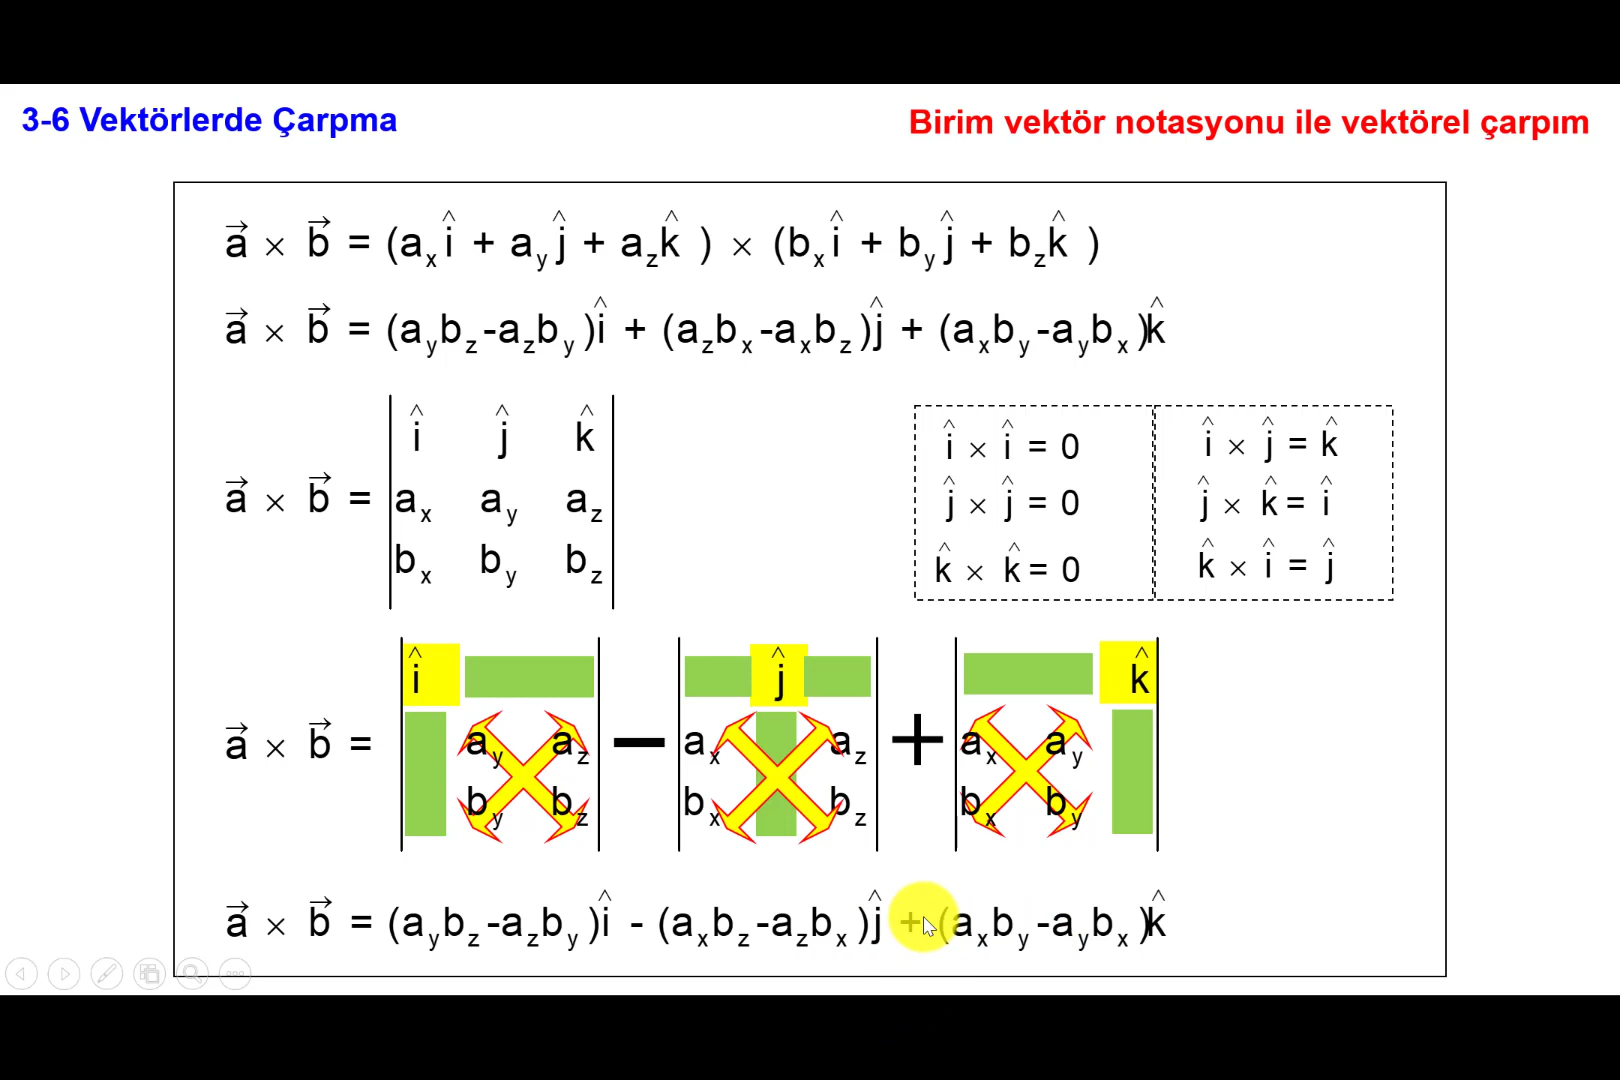 3-6 Vektörlerde Çarpma
Birim vektör notasyonu ile vektörel çarpım
a⃗ × b⃗ = (aₓî + a_yĵ + a_zk̂ ) × (bₓî + b_yĵ + b_zk̂ )
a⃗ × b⃗ = (a_yb_z-a_zb_y)î + (a_zbₓ-aₓb_z)ĵ + (aₓb_y-a_ybₓ)k̂
î ĵ k̂
a⃗ × b⃗ = | aₓ a_y a_z |
bₓ b_y b_z
î × î = 0
ĵ × ĵ = 0
k̂ × k̂ = 0
î × ĵ = k̂
ĵ × k̂ = î
k̂ × î = ĵ
î ĵ k̂
a⃗ × b⃗ = | a_y a_z | − | aₓ a_z | + | aₓ a_y |
b_y b_z bₓ b_z bₓ b_y
a⃗ × b⃗ = (a_yb_z-a_zb_y)î - (aₓb_z-a_zbₓ)ĵ + (aₓb_y-a_ybₓ)k̂